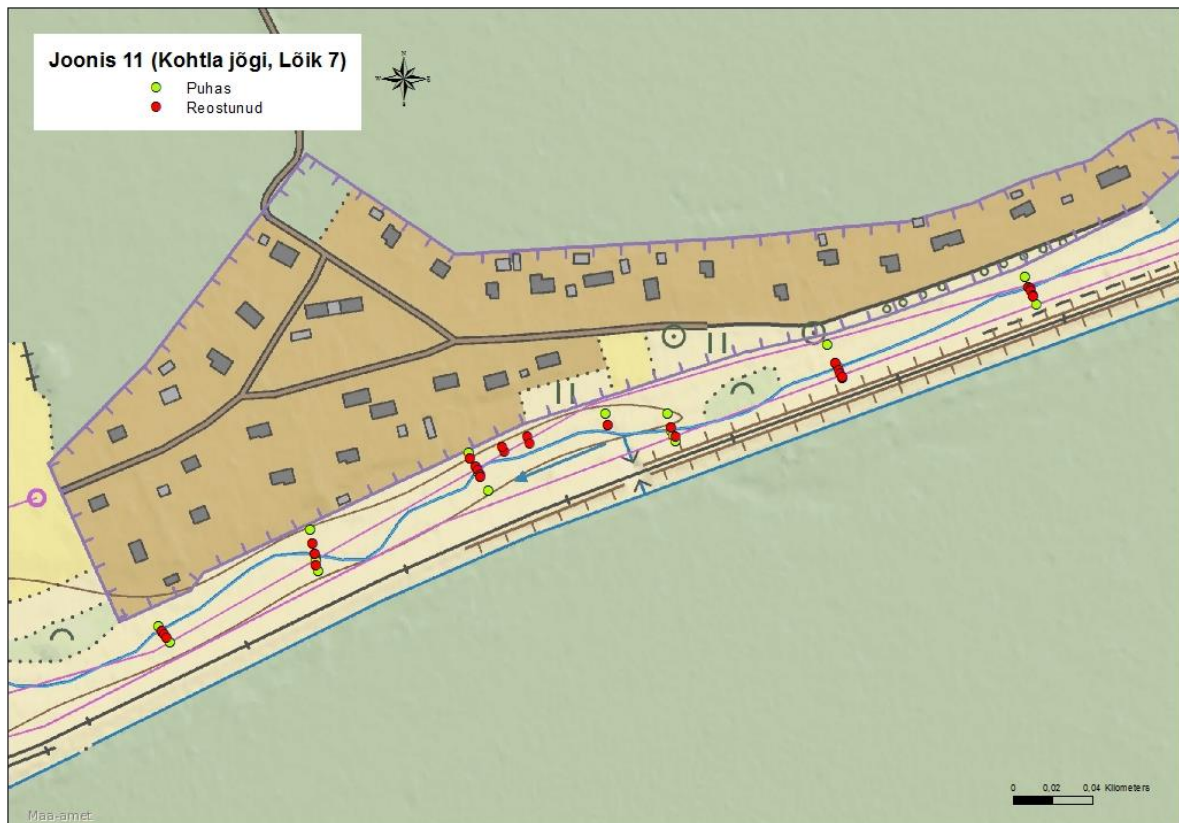 Joonis 11 (Kohtla jõgi, Lõik 7)
Puhas
Reostunud
0 0,02 0,04 Kilometers
Maa-amet